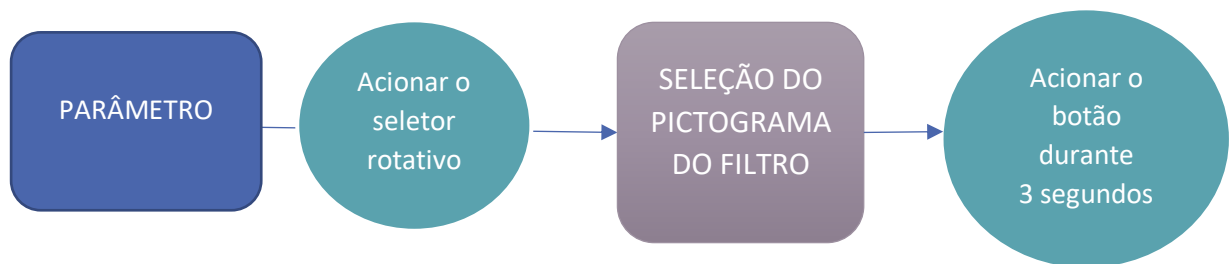 PARÂMETRO
Acionar o
seletor
rotativo
SELEÇÃO DO
PICTOGRAMA
DO FILTRO
Acionar o
botão
durante
3 segundos